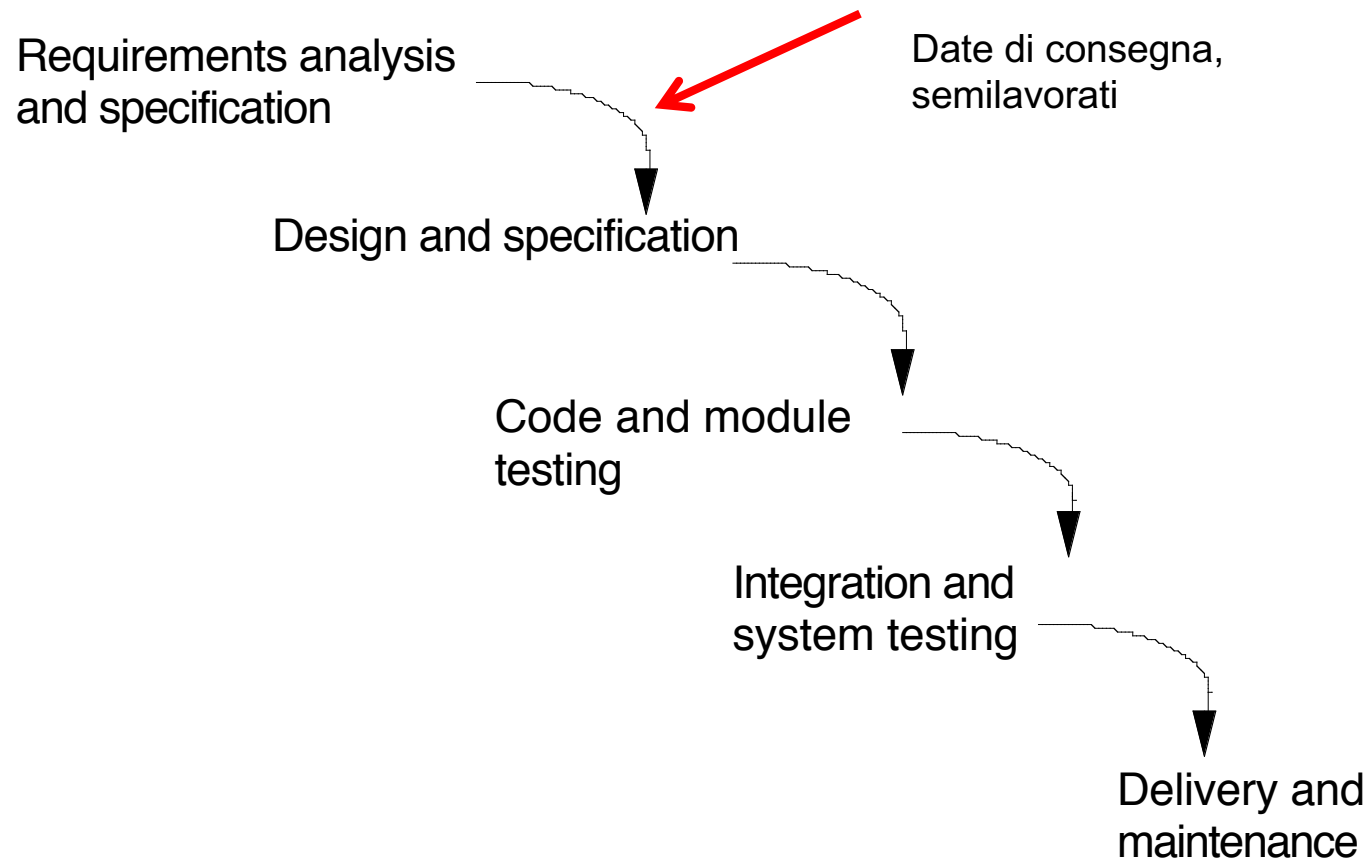 Requirements analysis
and specification
Date di consegna,
semilavorati
Design and specification
Code and module
testing
Integration and
system testing
Delivery and
maintenance